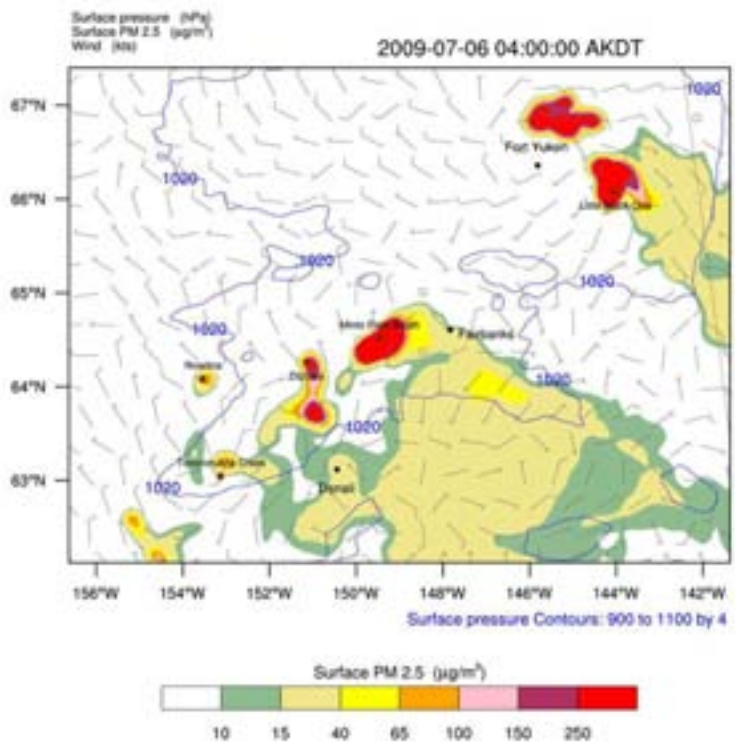 Surface pressure (hPa)
Surface PM 2.5 (µg/m³)
Wind (kts)
2009-07-06 04:00:00 AKDT
67°N
66°N
65°N
64°N
63°N
1020
Fort Yukon
1020
1020
1020
1020
Fairbanks
1020
1020
1020
Denali
156°W
154°W
152°W
150°W
148°W
146°W
144°W
142°W
Surface pressure Contours: 900 to 1100 by 4
Surface PM 2.5 (µg/m³)
10
15
40
65
100
150
250